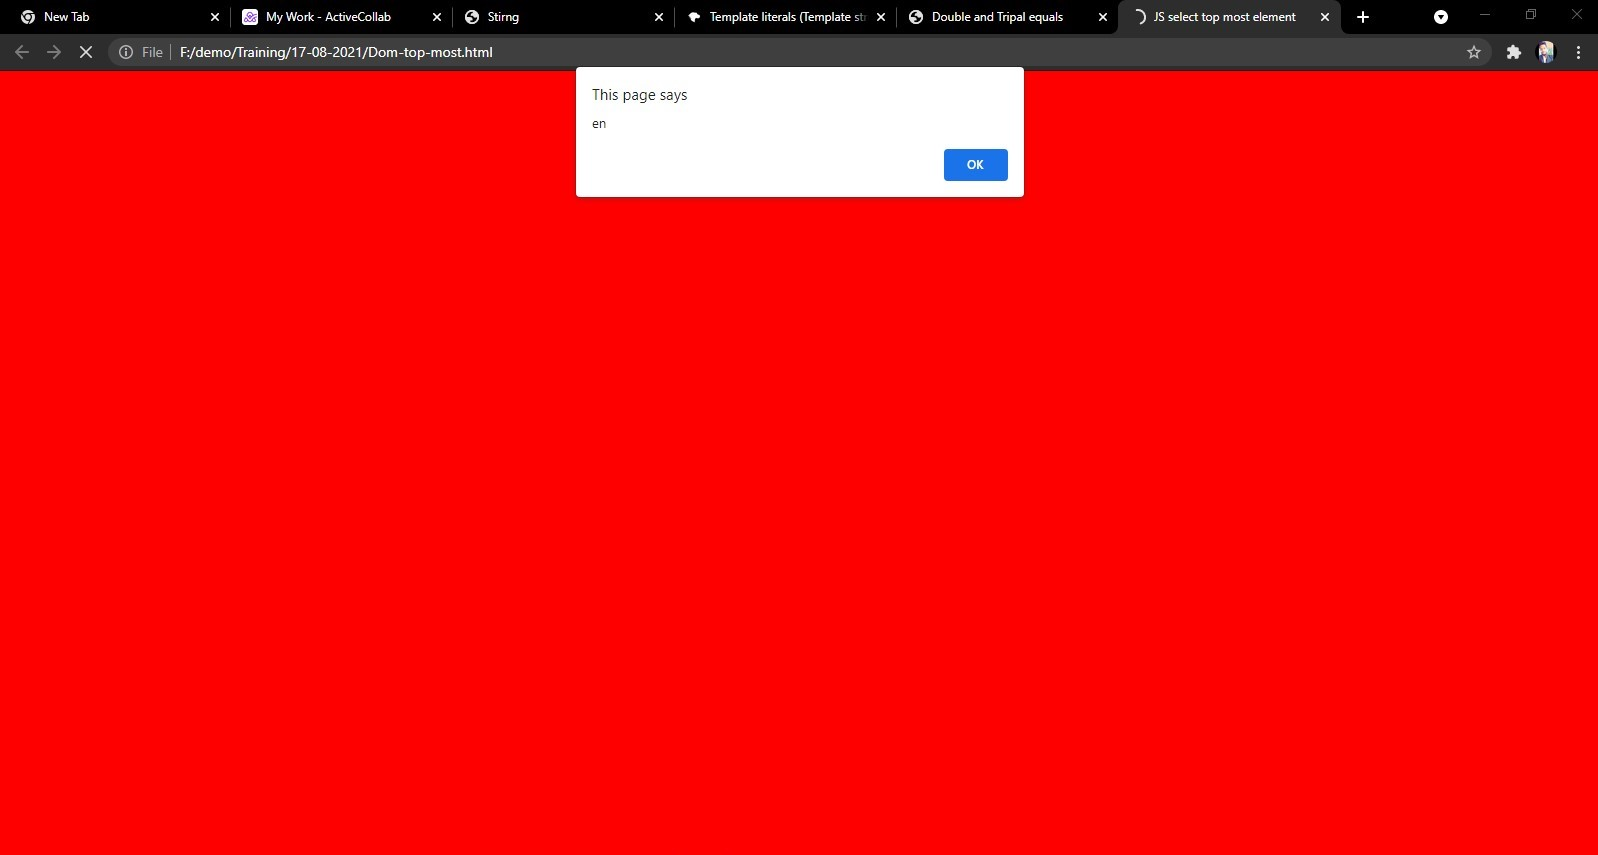 New Tab
My Work - ActiveCollab
Stirng
Template literals (Template str
Double and Tripal equals
JS select top most element
File
F:/demo/Training/17-08-2021/Dom-top-most.html
This page says
en
OK